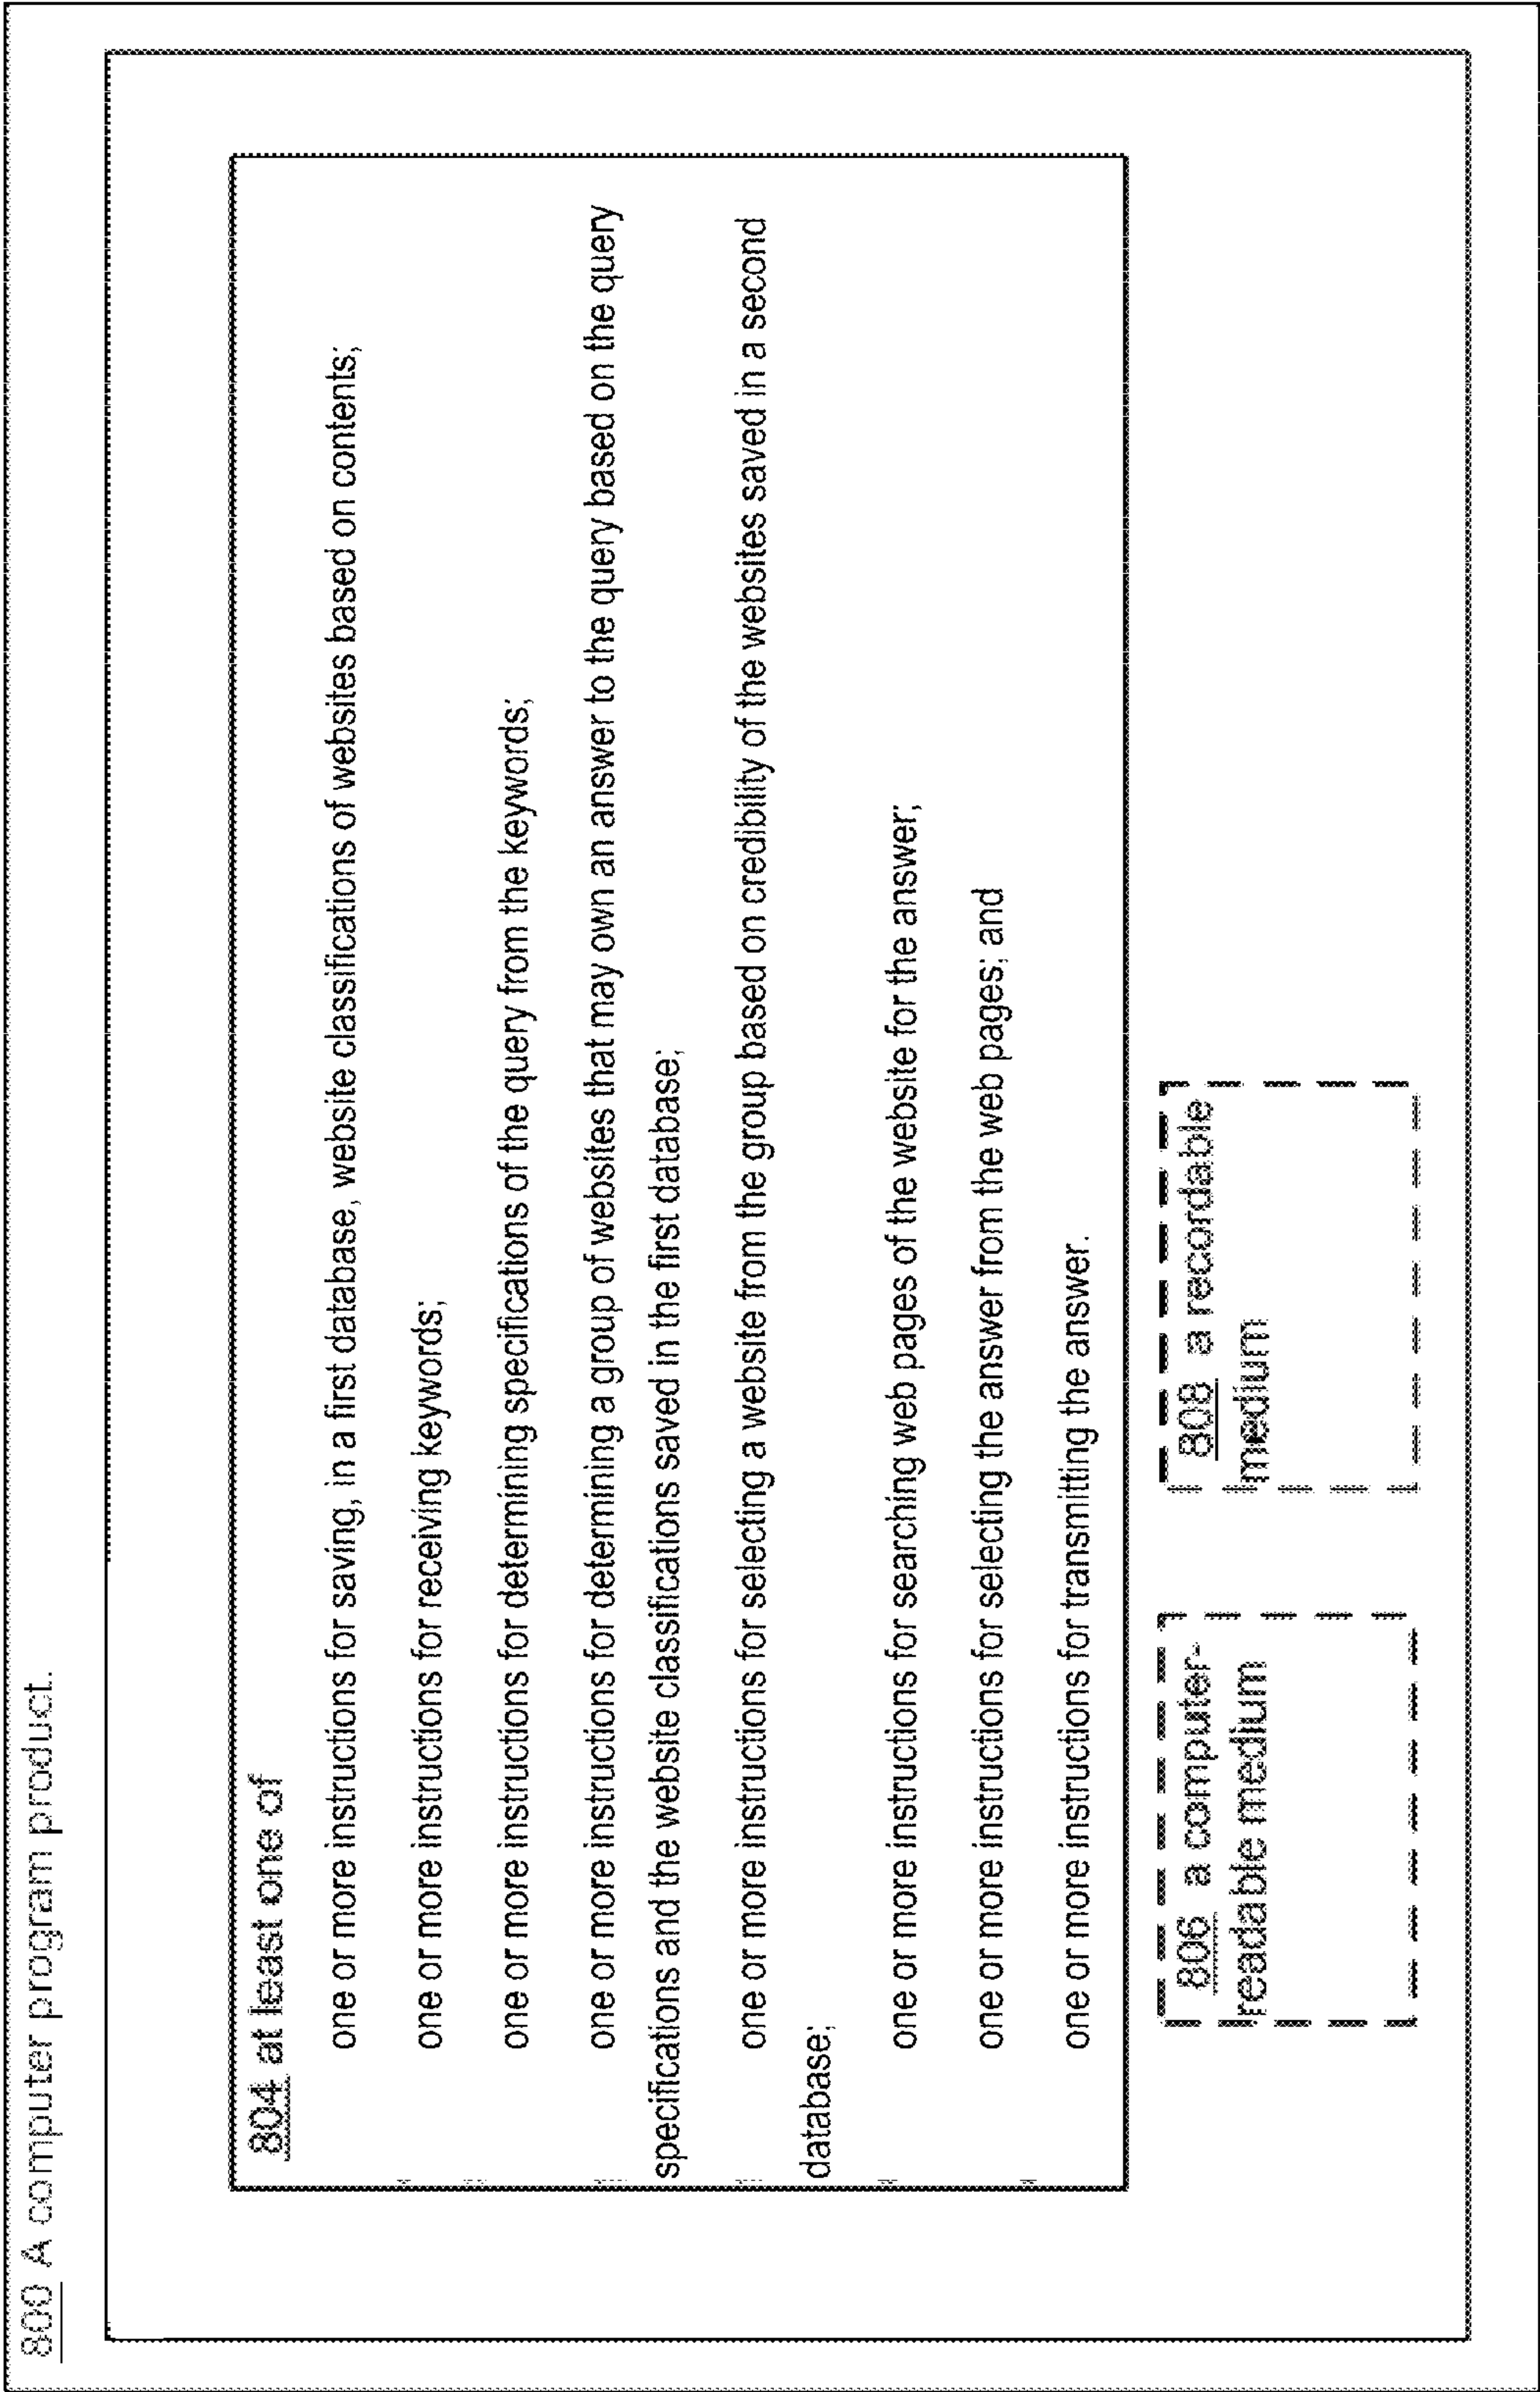 800 A computer program product.
804 at least one of
one or more instructions for saving, in a first database, website classifications of websites based on contents;
one or more instructions for receiving keywords;
one or more instructions for determining specifications of the query from the keywords;
one or more instructions for determining a group of websites that may own an answer to the query based on the query
specifications and the website classifications saved in the first database;
one or more instructions for selecting a website from the group based on credibility of the websites saved in a second
database;
one or more instructions for searching web pages of the website for the answer;
one or more instructions for selecting the answer from the web pages; and
one or more instructions for transmitting the answer.
806 a computer-
readable medium
808 a recordable
medium